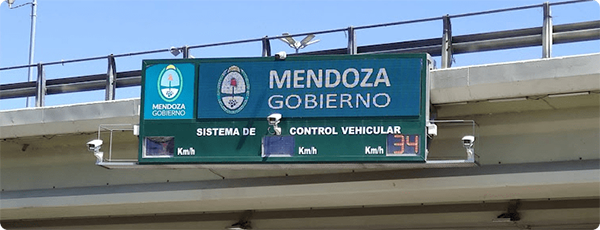 MENDOZA
GOBIERNO
MENDOZA
GOBIERNO
SISTEMA DE CONTROL VEHICULAR
Km/h Km/h Km/h 34